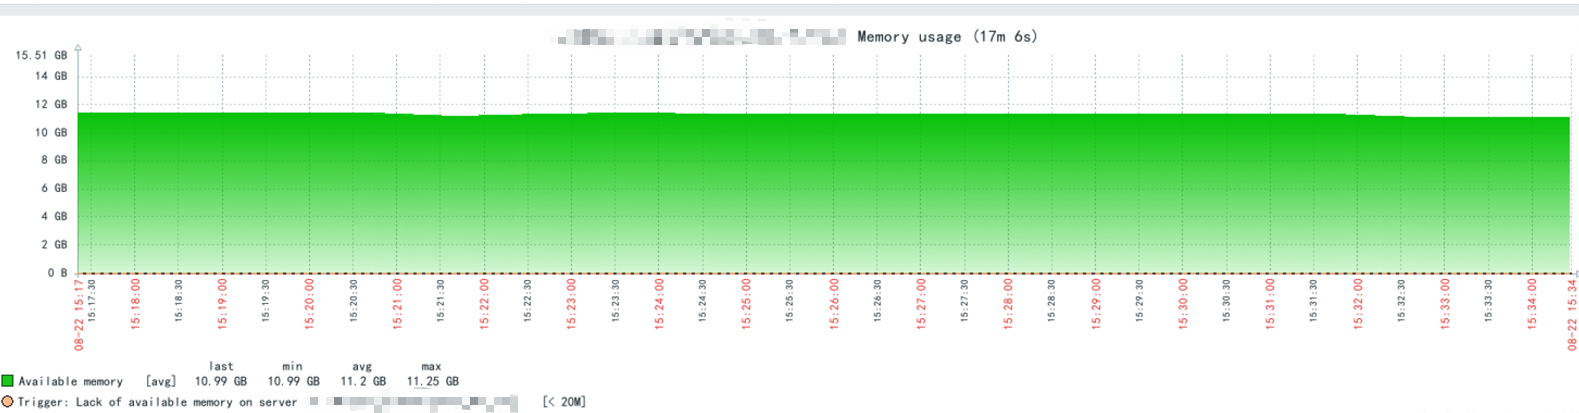 Memory usage (17m 6s)
15.51 GB
14 GB
12 GB
10 GB
8 GB
6 GB
4 GB
2 GB
0 B
08-22 15:17
15:17:30
15:18:00
15:18:30
15:19:00
15:19:30
15:20:00
15:20:30
15:21:00
15:21:30
15:22:00
15:22:30
15:23:00
15:23:30
15:24:00
15:24:30
15:25:00
15:25:30
15:26:00
15:26:30
15:27:00
15:27:30
15:28:00
15:28:30
15:29:00
15:29:30
15:30:00
15:30:30
15:31:00
15:31:30
15:32:00
15:32:30
15:33:00
15:33:30
15:34:00
08-22 15:34
last min avg max
Available memory [avg] 10.99 GB 10.99 GB 11.2 GB 11.25 GB
Trigger: Lack of available memory on server [< 20M]